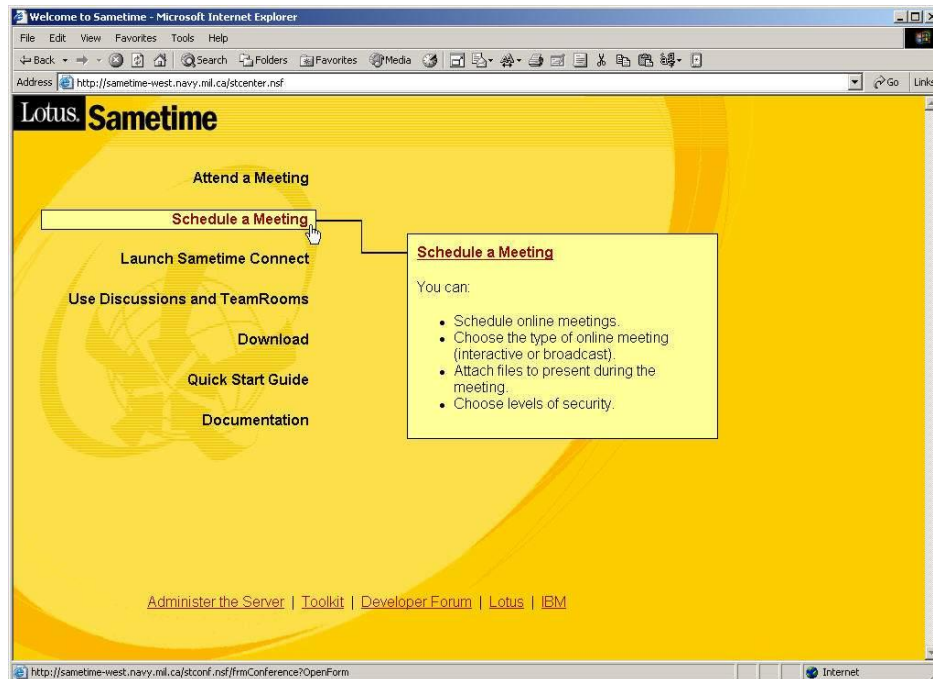 Welcome to Sametime - Microsoft Internet Explorer
File Edit View Favorites Tools Help
Back Search Folders Favorites Media
Address http://sametime-west.navy.mil.ca/stcenter.nsf Go Links
Lotus. Sametime
Attend a Meeting
Schedule a Meeting
Launch Sametime Connect
Use Discussions and TeamRooms
Download
Quick Start Guide
Documentation
Schedule a Meeting
You can:
• Schedule online meetings.
• Choose the type of online meeting
(interactive or broadcast).
• Attach files to present during the
meeting.
• Choose levels of security.
Administer the Server | Toolkit | Developer Forum | Lotus | IBM
http://sametime-west.navy.mil.ca/stconf.nsf/frmConference?OpenForm Internet